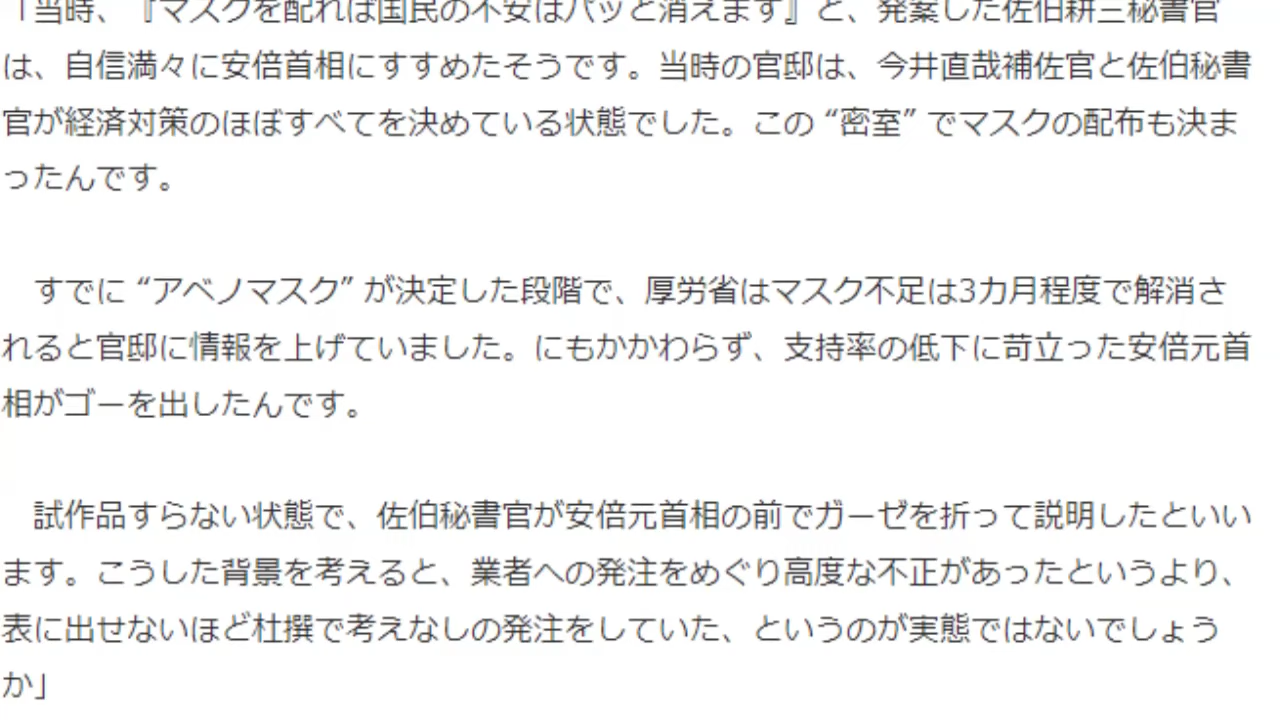 「当時、『マスクを配れば国民の不安はパッと消えます』と、発案した佐伯耕三秘書官
は、自信満々に安倍首相にすすめたそうです。当時の官邸は、今井直哉補佐官と佐伯秘書
官が経済対策のほぼすべてを決めている状態でした。この“密室”でマスクの配布も決ま
ったんです。
すでに“アベノマスク”が決定した段階で、厚労省はマスク不足は3カ月程度で解消さ
れると官邸に情報を上げていました。にもかかわらず、支持率の低下に苛立った安倍元首
相がゴーを出したんです。
試作品すらない状態で、佐伯秘書官が安倍元首相の前でガーゼを折って説明したといい
ます。こうした背景を考えると、業者への発注をめぐり高度な不正があったというより、
表に出せないほど杜撰で考えなしの発注をしていた、というのが実態ではないでしょう
か」